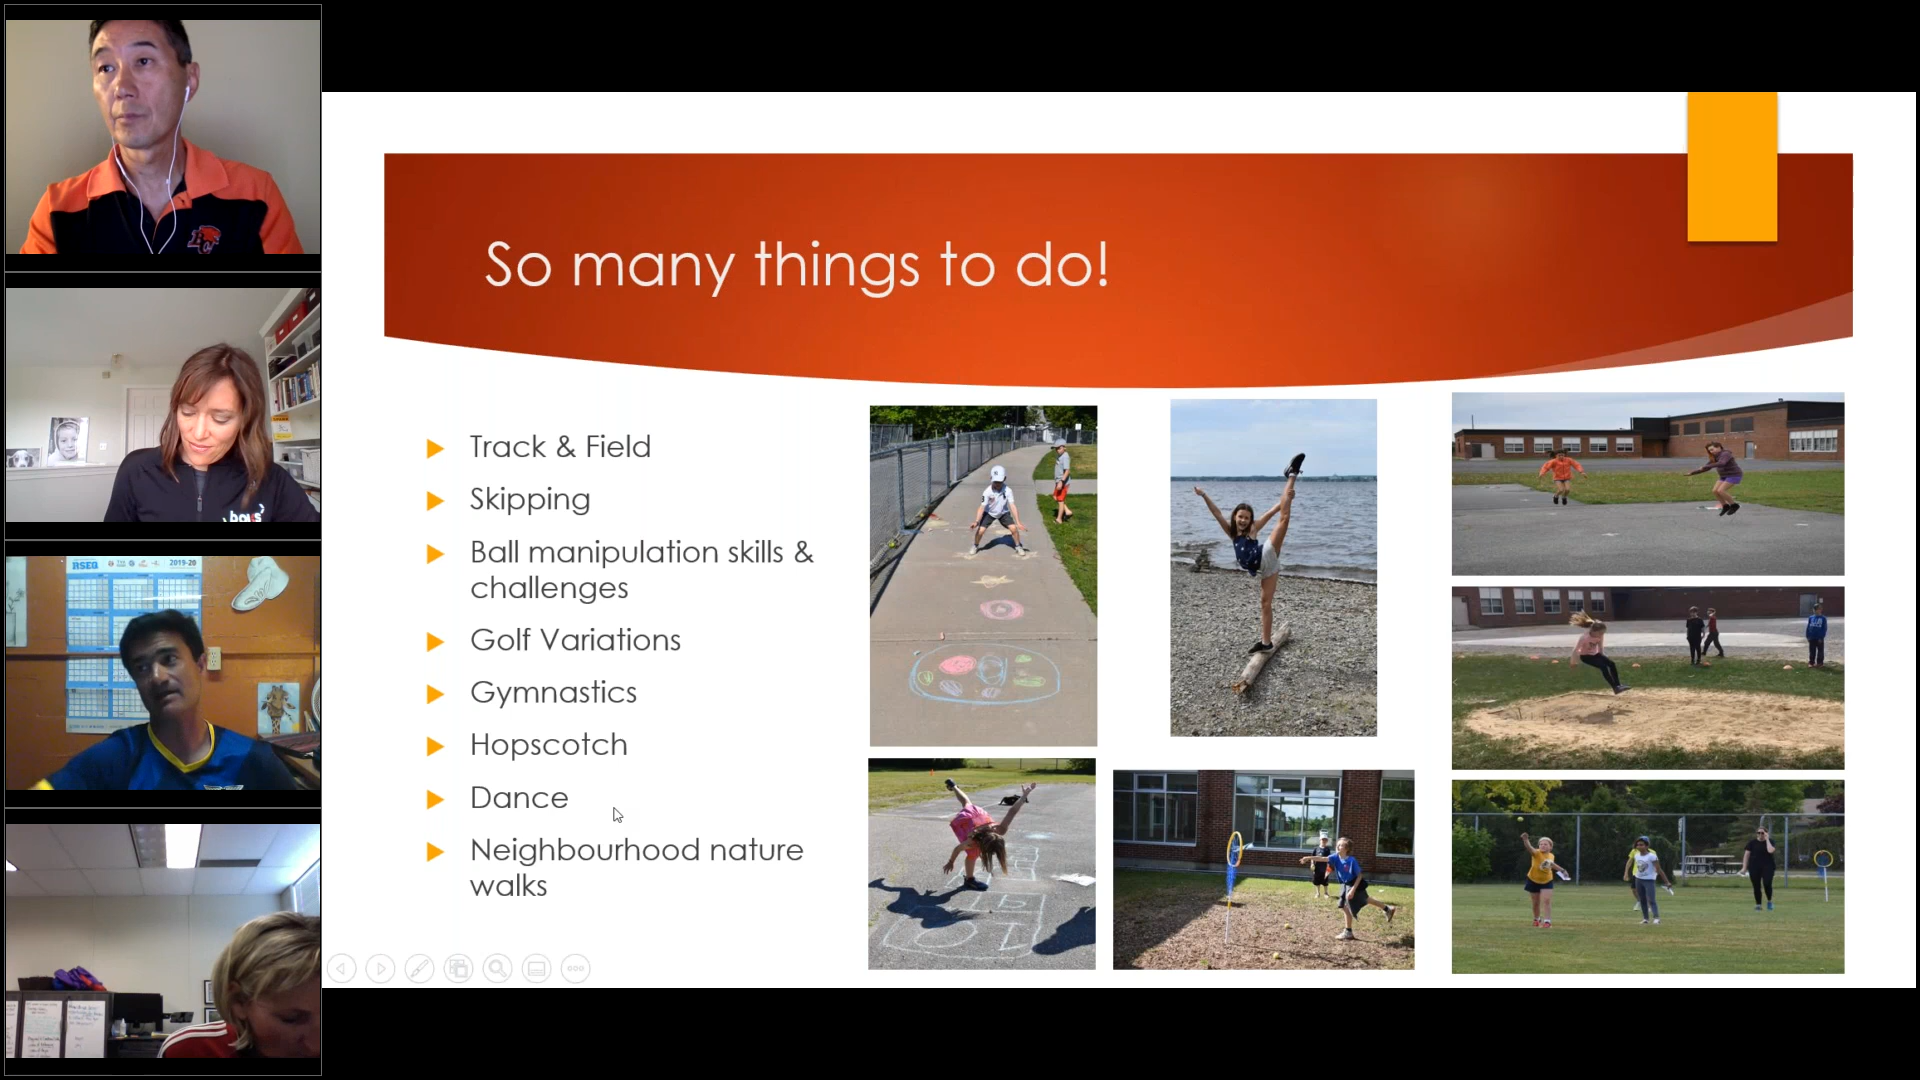 So many things to do!
Track & Field
Skipping
Ball manipulation skills &
challenges
Golf Variations
Gymnastics
Hopscotch
Dance
Neighbourhood nature
walks
BC
RSEQ
2019-20